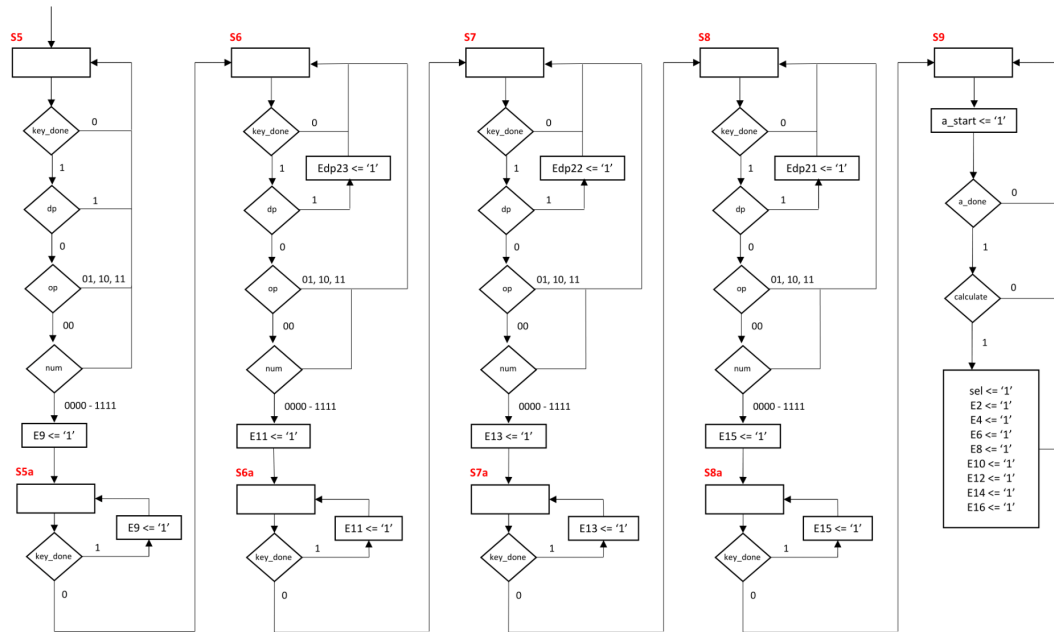 S5
key_done
0
1
dp
1
0
op
01, 10, 11
00
num
0000 - 1111
E9 <= ‘1’
S5a
E9 <= ‘1’
key_done
1
0
S6
key_done
0
1
Edp23 <= ‘1’
dp
1
0
op
01, 10, 11
00
num
0000 - 1111
E11 <= ‘1’
S6a
E11 <= ‘1’
key_done
1
0
S7
key_done
0
1
Edp22 <= ‘1’
dp
1
0
op
01, 10, 11
00
num
0000 - 1111
E13 <= ‘1’
S7a
E13 <= ‘1’
key_done
1
0
S8
key_done
0
1
Edp21 <= ‘1’
dp
1
0
op
01, 10, 11
00
num
0000 - 1111
E15 <= ‘1’
S8a
E15 <= ‘1’
key_done
1
0
S9
a_start <= ‘1’
a_done
0
1
calculate
0
1
sel <= ‘1’
E2 <= ‘1’
E4 <= ‘1’
E6 <= ‘1’
E8 <= ‘1’
E10 <= ‘1’
E12 <= ‘1’
E14 <= ‘1’
E16 <= ‘1’